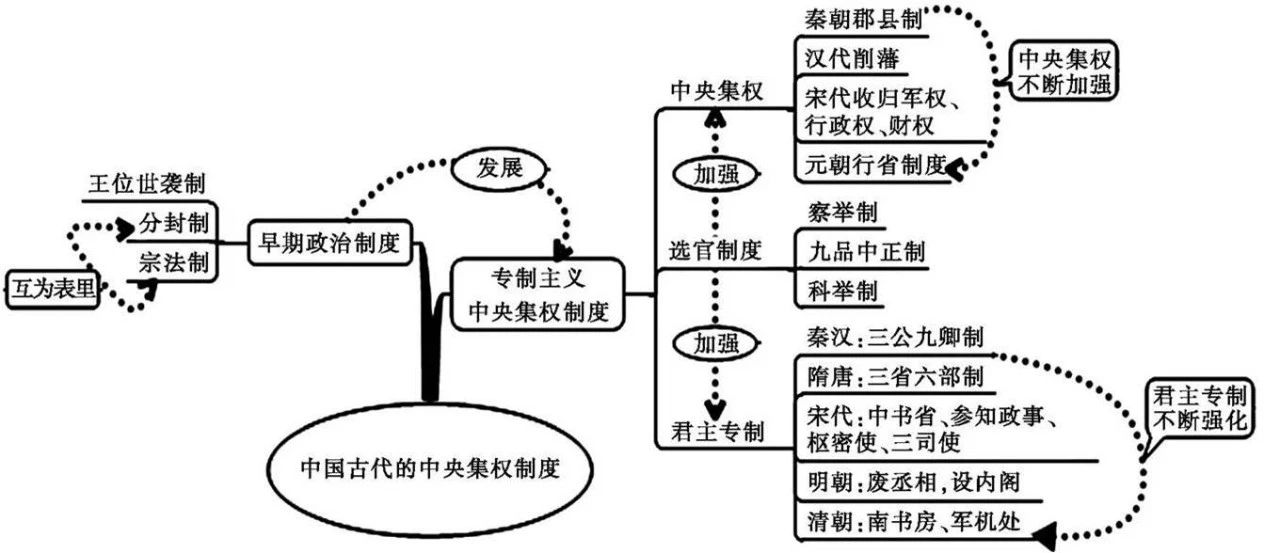 王位世袭制
分封制
宗法制
互为表里
早期政治制度
发展
专制主义
中央集权制度
中国古代的中央集权制度
中央集权
加强
选官制度
加强
君主专制
秦朝郡县制
汉代削藩
宋代收归军权、
行政权、财权
元朝行省制度
中央集权
不断加强
察举制
九品中正制
科举制
秦汉:三公九卿制
隋唐:三省六部制
宋代:中书省、参知政事、
枢密使、三司使
明朝:废丞相,设内阁
清朝:南书房、军机处
君主专制
不断强化